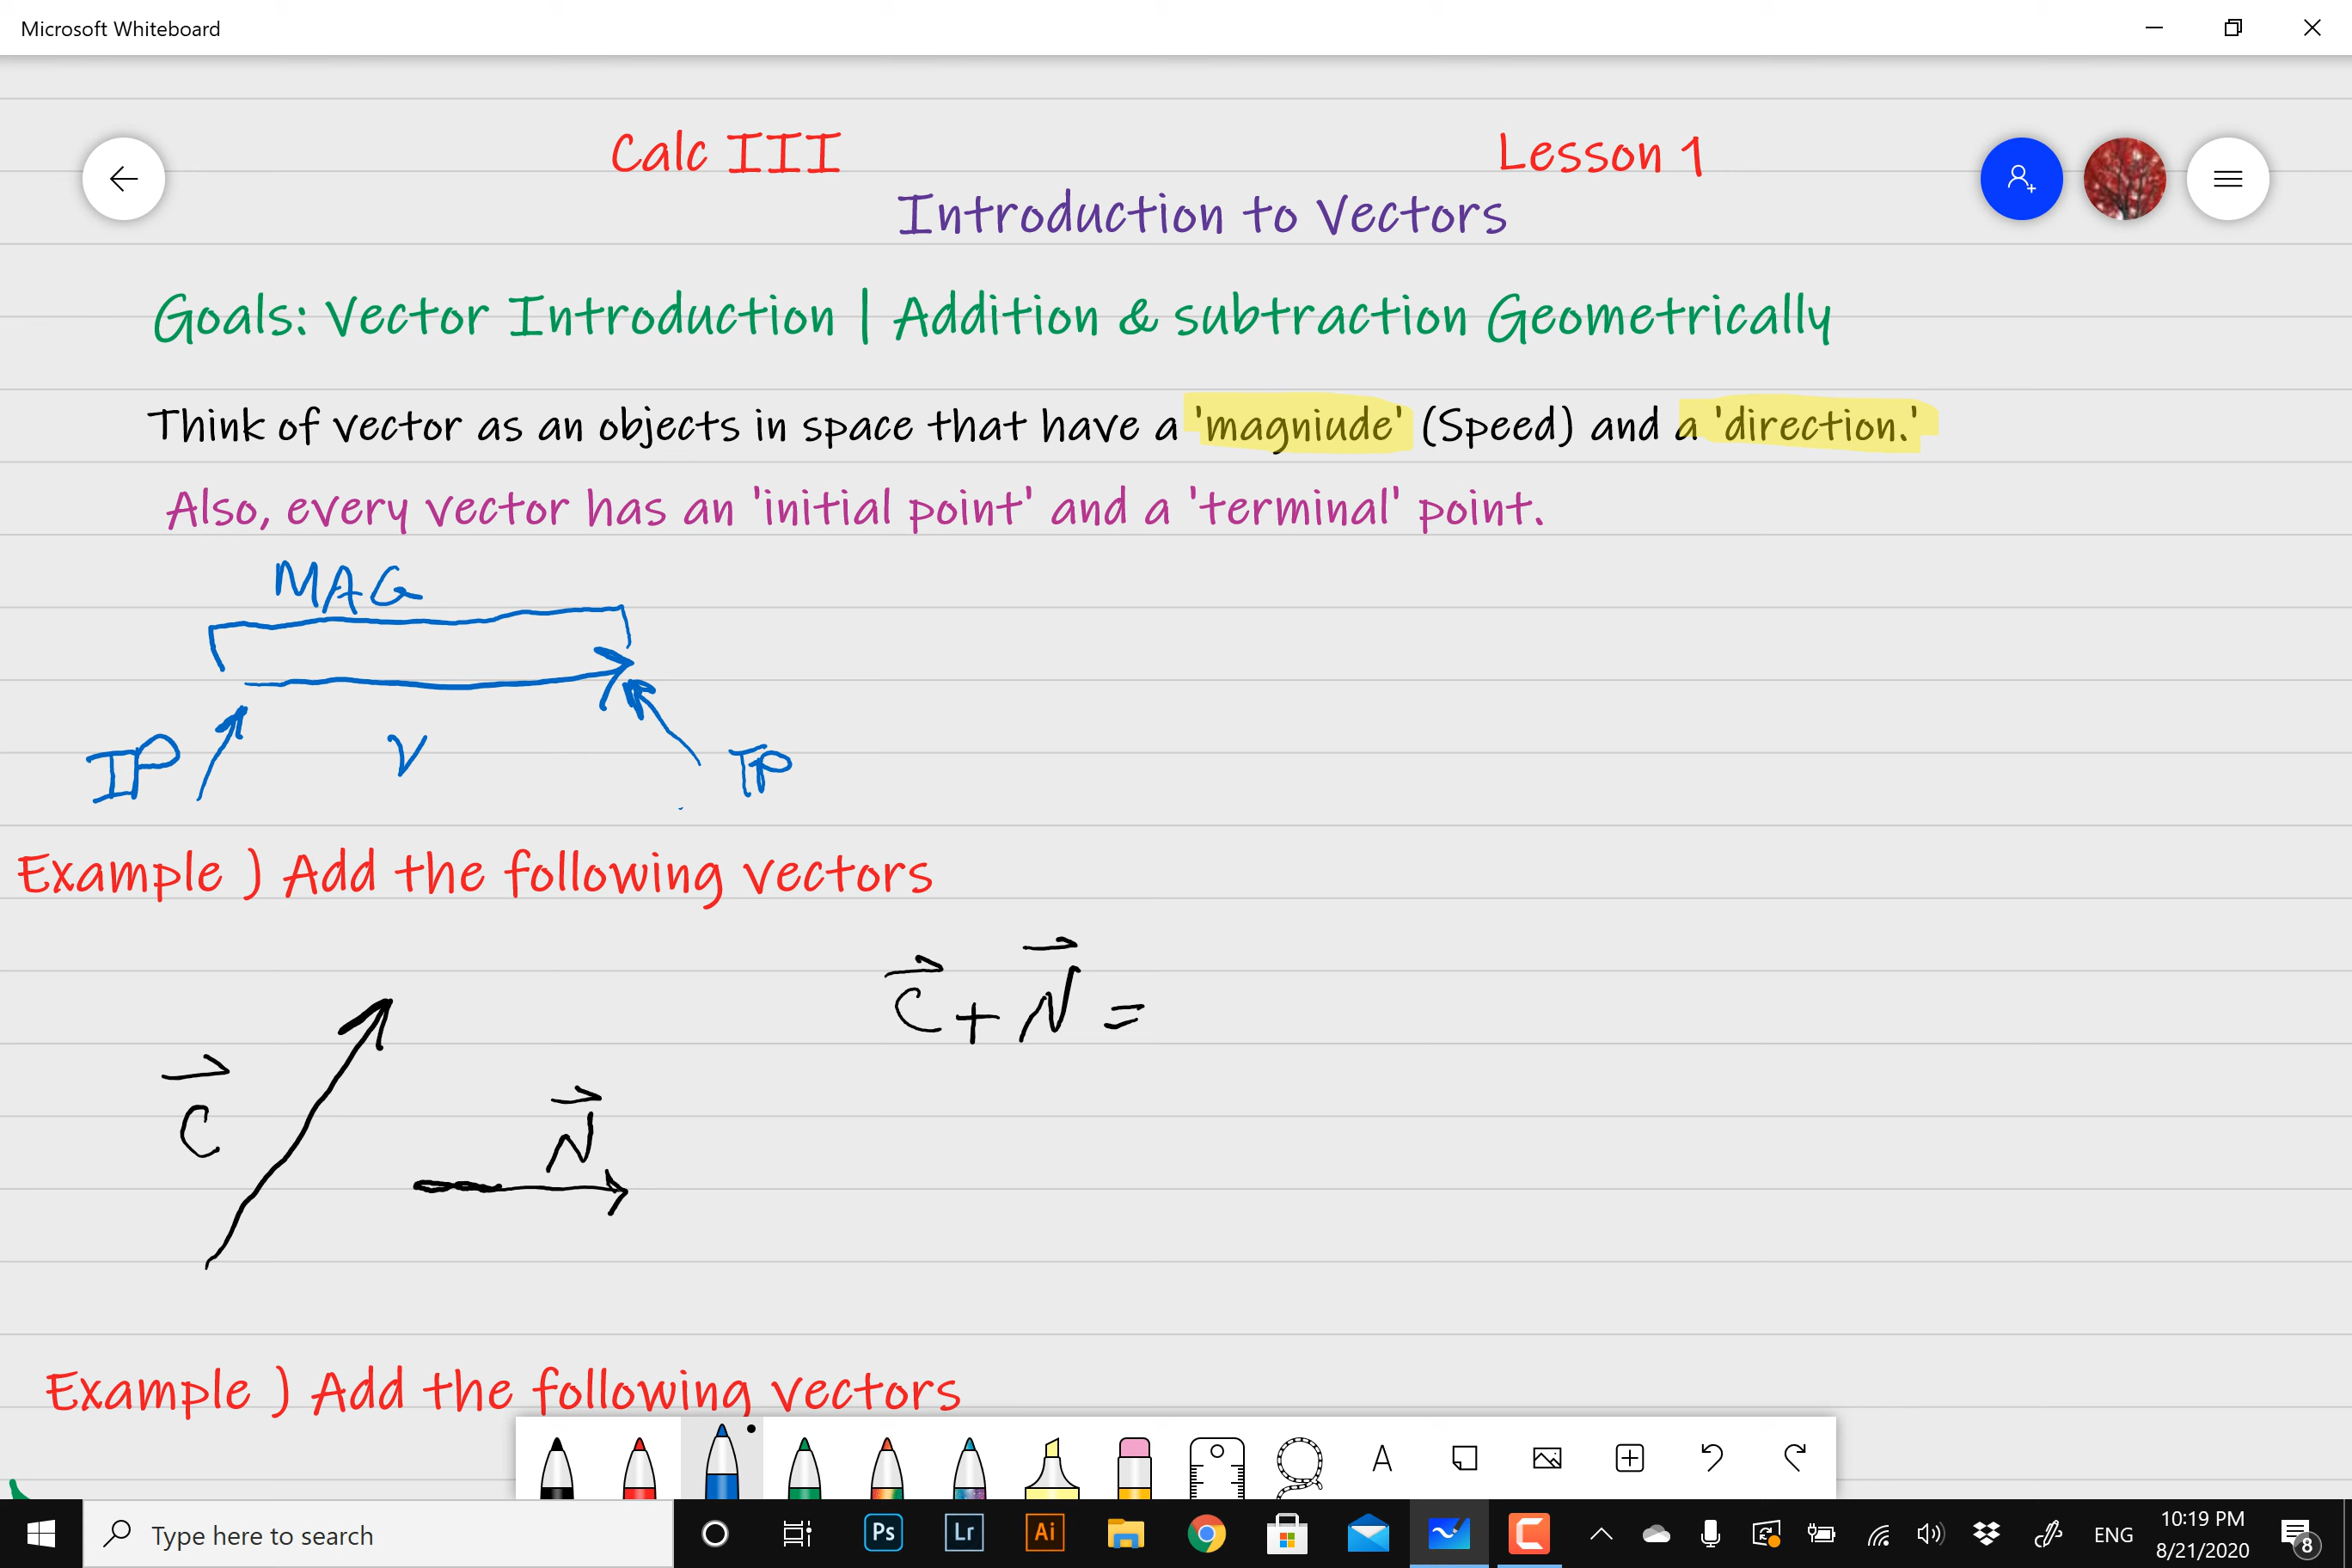 Microsoft Whiteboard
Calc III Lesson 1
Introduction to Vectors
Goals: Vector Introduction | Addition & subtraction Geometrically
Think of vector as an objects in space that have a 'magniude' (Speed) and a 'direction.'
Also, every vector has an 'initial point' and a 'terminal' point.
MAG
IP V TP
Example ) Add the following vectors
C + N =
C
N
Example ) Add the following vectors
A
Type here to search
Ps Lr Ai
ENG
10:19 PM
8/21/2020
8